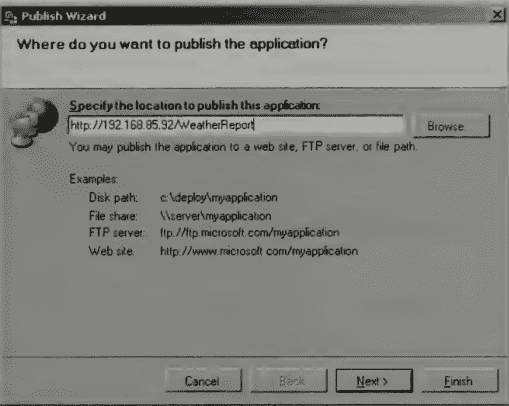 Publish Wizard
Where do you want to publish the application?
Specify the location to publish this application:
http://192.168.85.92/WeatherReport
Browse...
You may publish the application to a web site, FTP server, or file path.
Examples:
Disk path: c:\deploy\myapplication
File share: \\server\myapplication
FTP server: ftp://ftp.microsoft.com/myapplication
Web site: http://www.microsoft.com/myapplication
Cancel Back Next > Finish